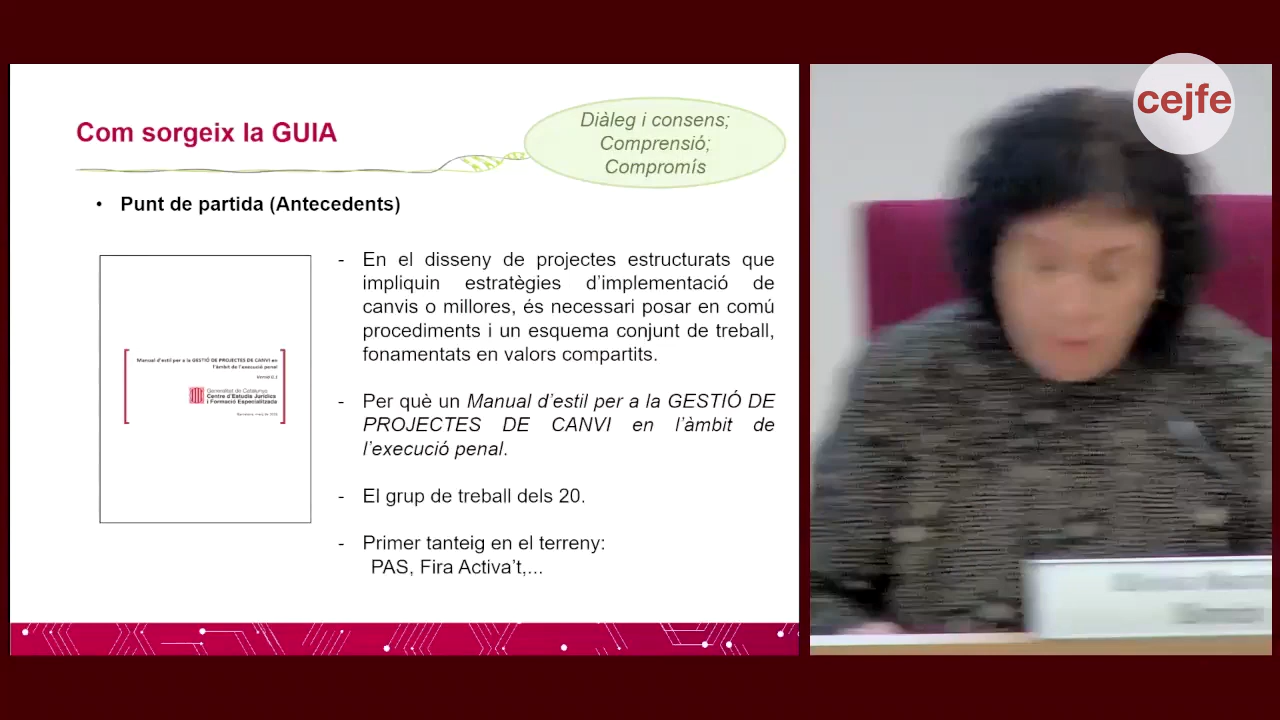 cejfe
Com sorgeix la GUIA
Diàleg i consens;
Comprensió;
Compromís
• Punt de partida (Antecedents)
- En el disseny de projectes estructurats que
impliquin estratègies d’implementació de
canvis o millores, és necessari posar en comú
procediments i un esquema conjunt de treball,
fonamentats en valors compartits.
- Per què un Manual d’estil per a la GESTIÓ DE
PROJECTES DE CANVI en l’àmbit de
l’execució penal.
- El grup de treball dels 20.
- Primer tanteig en el terreny:
PAS, Fira Activa’t,...
Manual d'estil per a la GESTIÓ DE PROJECTES DE CANVI en
l'àmbit de l'execució penal
Generalitat de Catalunya
Centre d'Estudis Jurídics
i Formació Especialitzada